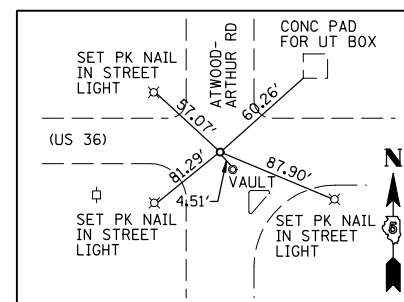 CONC PAD
FOR UT BOX
ATWOOD-
ARTHUR RD
SET PK NAIL
IN STREET
LIGHT
57.07'
60.26'
(US 36)
81.29'
87.90'
N
VAULT
4.51'
5
SET PK NAIL
IN STREET
LIGHT
SET PK NAIL
IN STREET
LIGHT